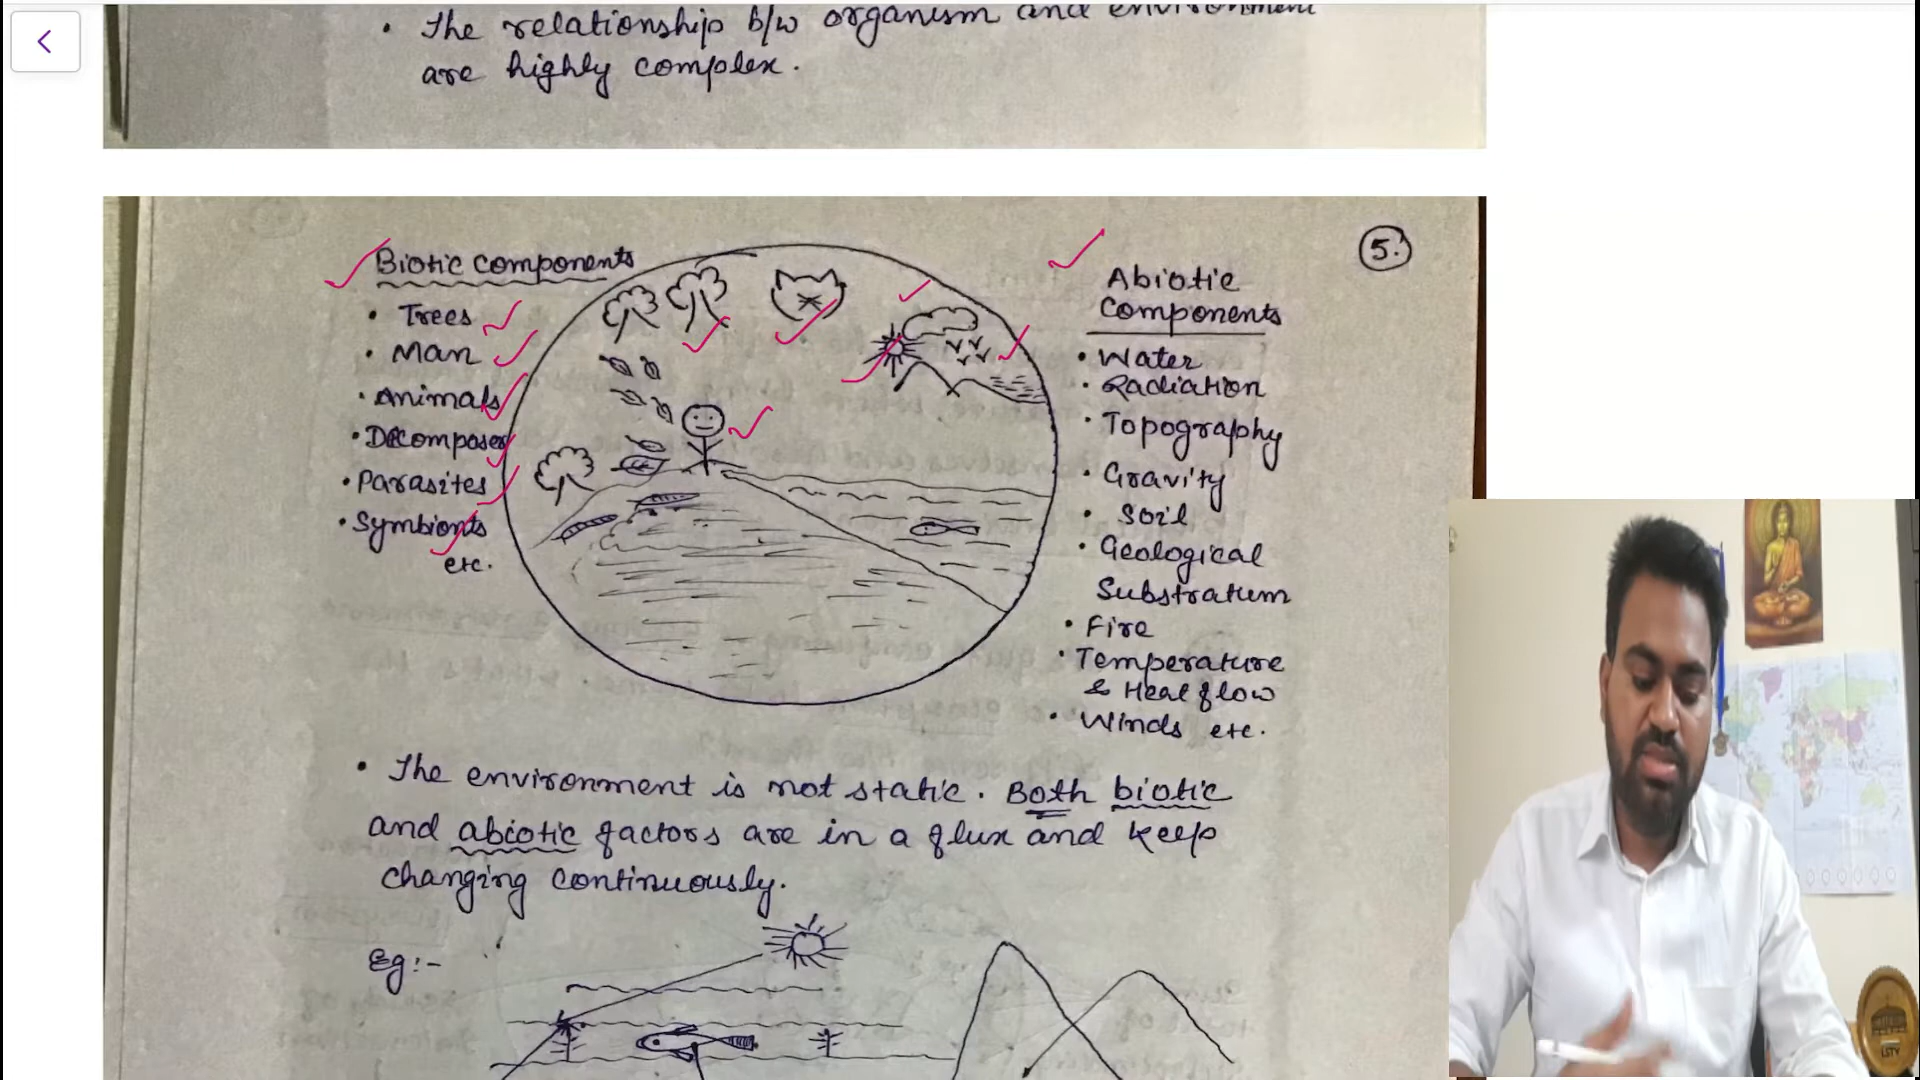 • The relationship b/w organism and environment
are highly complex.
5.
Biotic components
• Trees
• Man
• Animals
• Decomposer
• Parasites
• Symbionts
etc.
Abiotic
Components
• Water
• Radiation
• Topography
• Gravity
• Soil
• Geological
Substratum
• Fire
• Temperature
& Heat flow
• Winds etc.
• The environment is not static. Both biotic
and abiotic factors are in a flux and keep
changing continuously.
Eg:-
LSTV